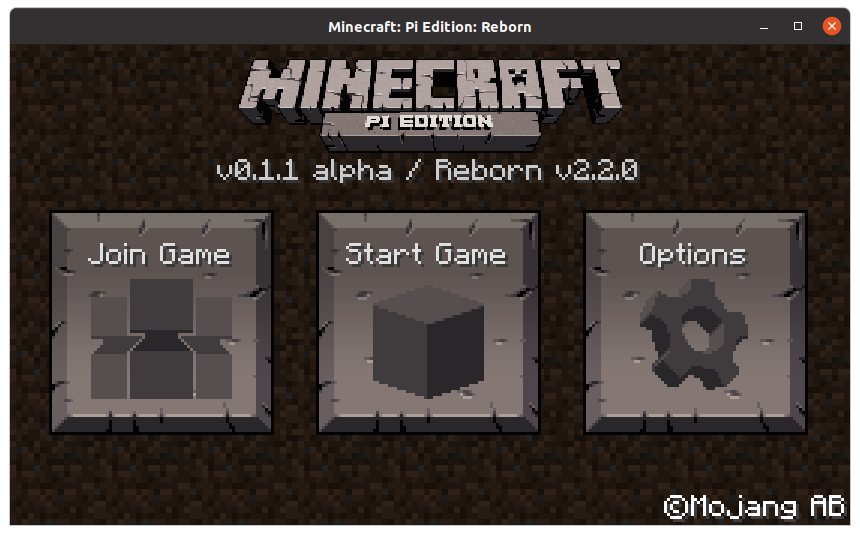 Minecraft: Pi Edition: Reborn
MINECRAFT
PI EDITION
v0.1.1 alpha / Reborn v2.2.0
Join Game
Start Game
Options
©Mojang AB